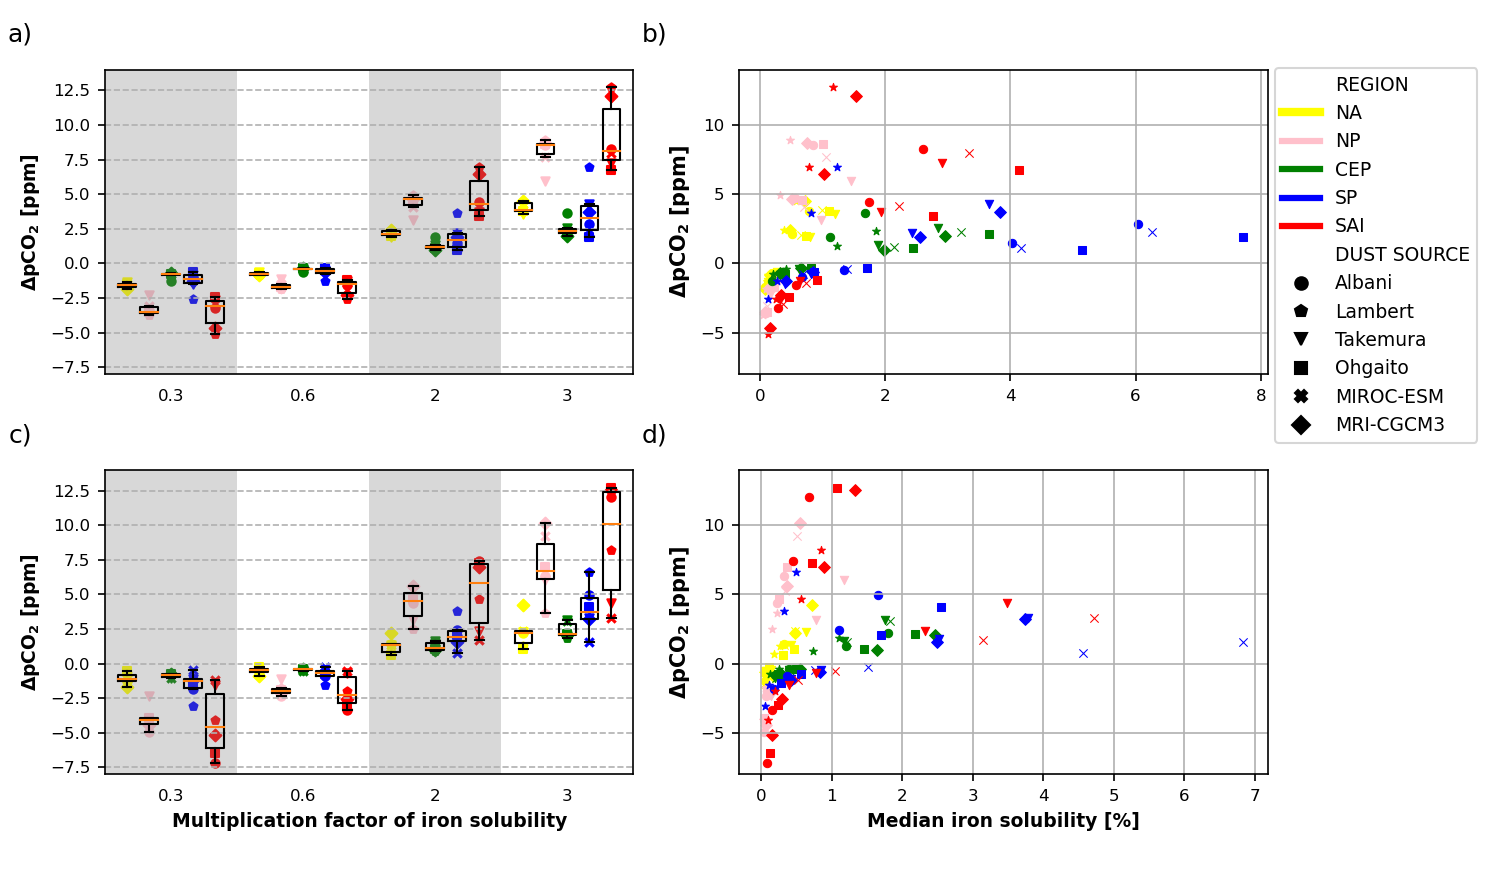 a)
b)
ΔpCO₂ [ppm]
12.5
10.0
7.5
5.0
2.5
0.0
−2.5
−5.0
−7.5
0.3
0.6
2
3
ΔpCO₂ [ppm]
10
5
0
−5
0
2
4
6
8
REGION
NA
NP
CEP
SP
SAI
DUST SOURCE
Albani
Lambert
Takemura
Ohgaito
MIROC-ESM
MRI-CGCM3
c)
d)
ΔpCO₂ [ppm]
12.5
10.0
7.5
5.0
2.5
0.0
−2.5
−5.0
−7.5
0.3
0.6
2
3
Multiplication factor of iron solubility
ΔpCO₂ [ppm]
10
5
0
−5
0
1
2
3
4
5
6
7
Median iron solubility [%]